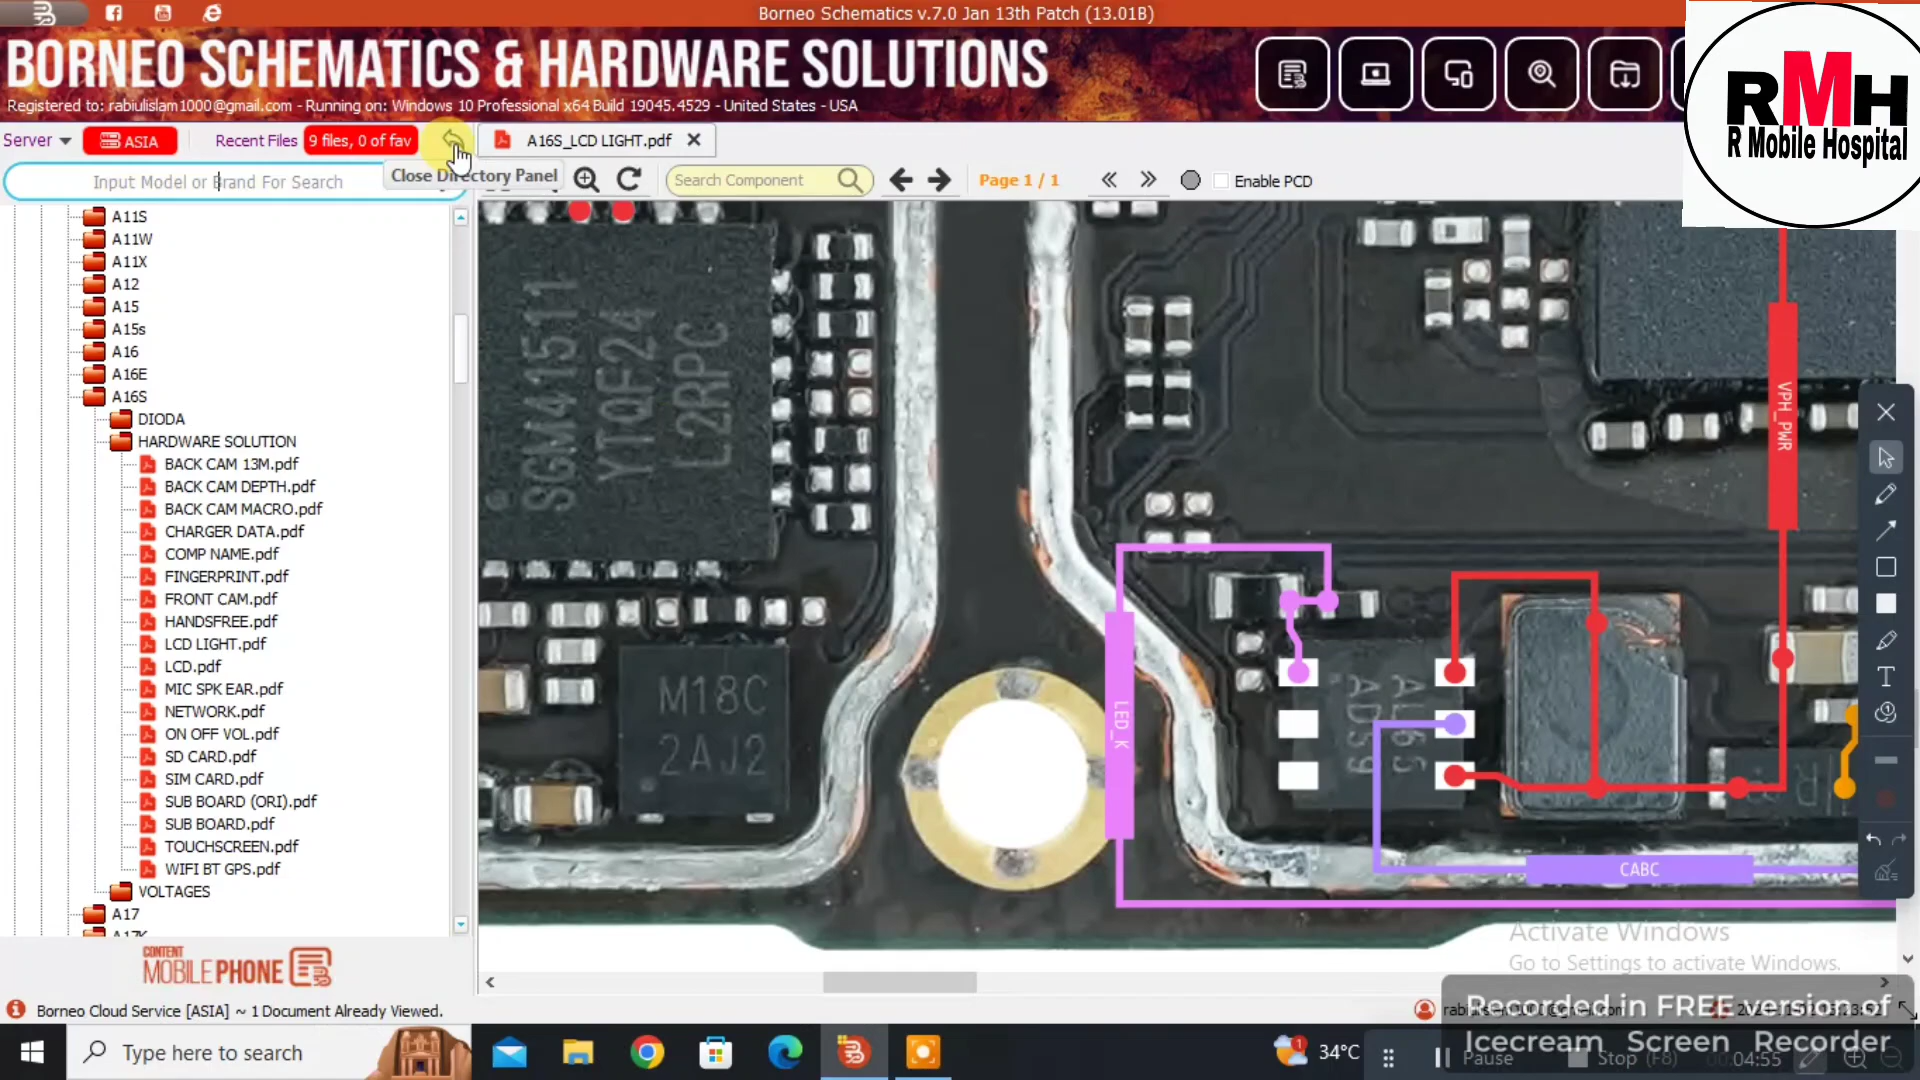 Borneo Schematics v.7.0 Jan 13th Patch (13.01B)
BORNEO SCHEMATICS & HARDWARE SOLUTIONS
Registered to: rabiulislam1000@gmail.com - Running on: Windows 10 Professional x64 Build 19045.4529 - United States - USA
RMH
R Mobile Hospital
Server
ASIA
Recent Files
9 files, 0 of fav
A16S_LCD LIGHT.pdf
Input Model or Brand For Search
Close Directory Panel
Search Component
Page 1 / 1
Enable PCD
A11S
A11W
A11X
A12
A15
A15s
A16
A16E
A16S
DIODA
HARDWARE SOLUTION
BACK CAM 13M.pdf
BACK CAM DEPTH.pdf
BACK CAM MACRO.pdf
CHARGER DATA.pdf
COMP NAME.pdf
FINGERPRINT.pdf
FRONT CAM.pdf
HANDSFREE.pdf
LCD LIGHT.pdf
LCD.pdf
MIC SPK EAR.pdf
NETWORK.pdf
ON OFF VOL.pdf
SD CARD.pdf
SIM CARD.pdf
SUB BOARD (ORI).pdf
SUB BOARD.pdf
TOUCHSCREEN.pdf
WIFI BT GPS.pdf
VOLTAGES
A17
SGM41511
YTQF24
L2RPC
M18C
2AJ2
LED_K
AD59
VPH_PWR
CABC
CONTENT
MOBILE PHONE
Activate Windows
Go to Settings to activate Windows.
Borneo Cloud Service [ASIA] ~ 1 Document Already Viewed.
Recorded in FREE version of
Icecream Screen Recorder
Type here to search
34°C
Pause
Stop (F8)
04:55